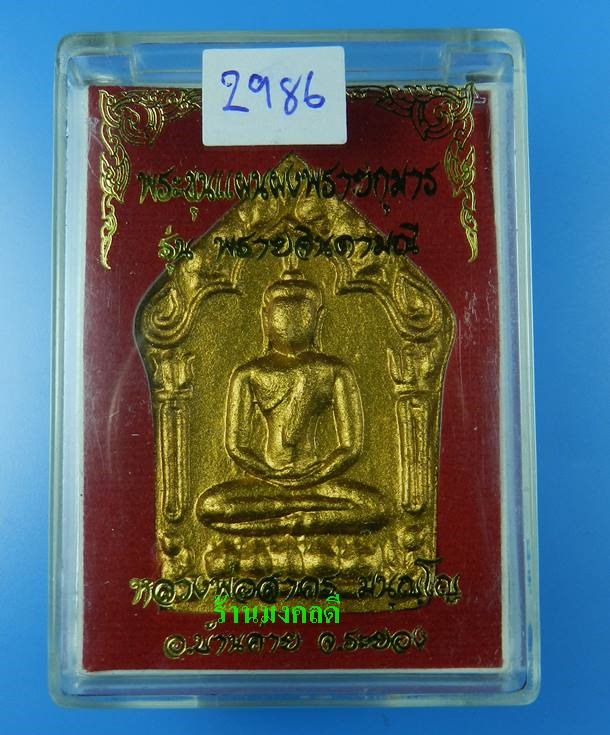 2986
พระขุนแผนผงพรายกุมาร
รุ่น พรายจินดามณี
หลวงพ่อสาคร มนุญฺโญ
ร้านมงคลดี
อ.บ้านค่าย จ.ระยอง